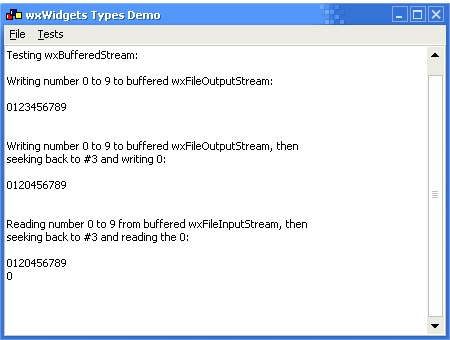 wxWidgets Types Demo
File Tests
Testing wxBufferedStream:
Writing number 0 to 9 to buffered wxFileOutputStream:
0123456789
Writing number 0 to 9 to buffered wxFileOutputStream, then
seeking back to #3 and writing 0:
0120456789
Reading number 0 to 9 from buffered wxFileInputStream, then
seeking back to #3 and reading the 0:
0120456789
0